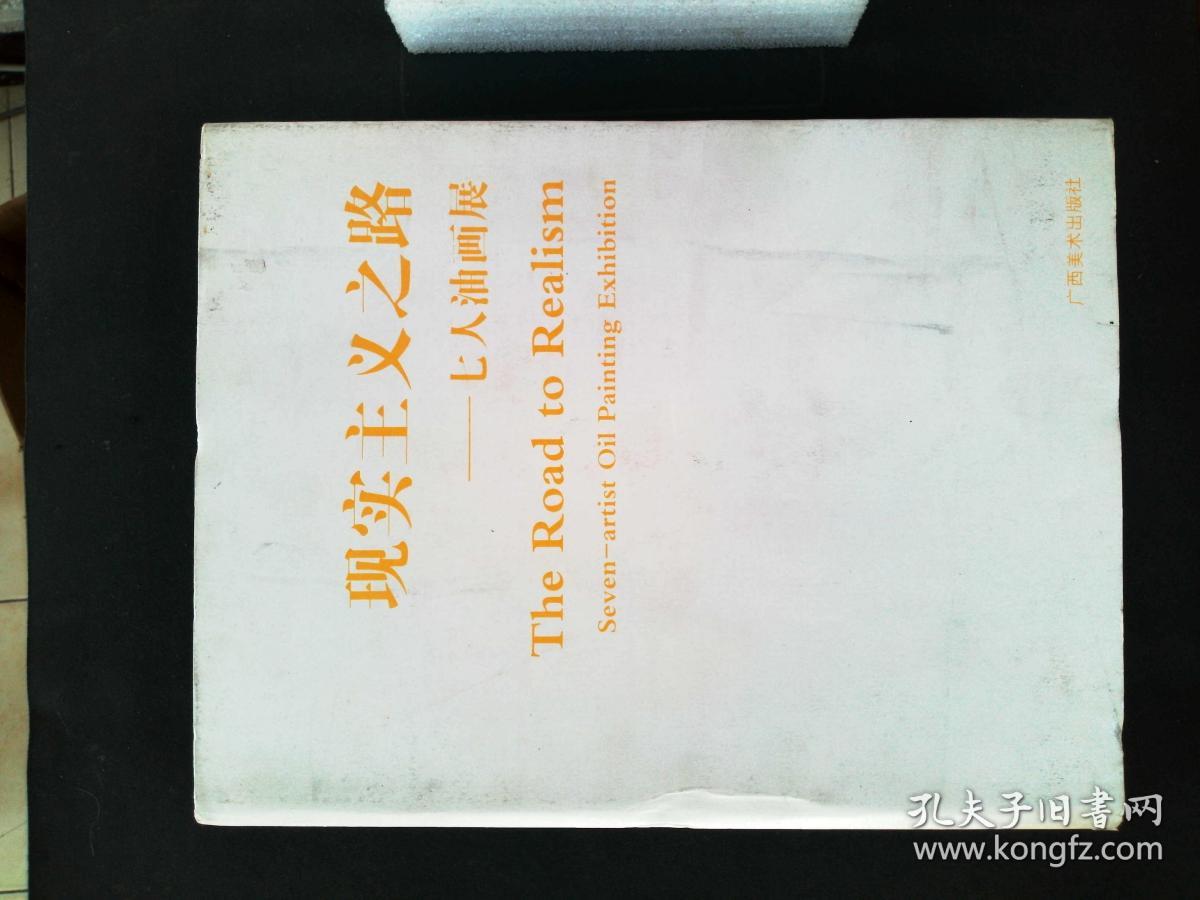 现实主义之路
——七人油画展
The Road to Realism
Seven-artist Oil Painting Exhibition
广西美术出版社
孔夫子旧書网
www.kongfz.com